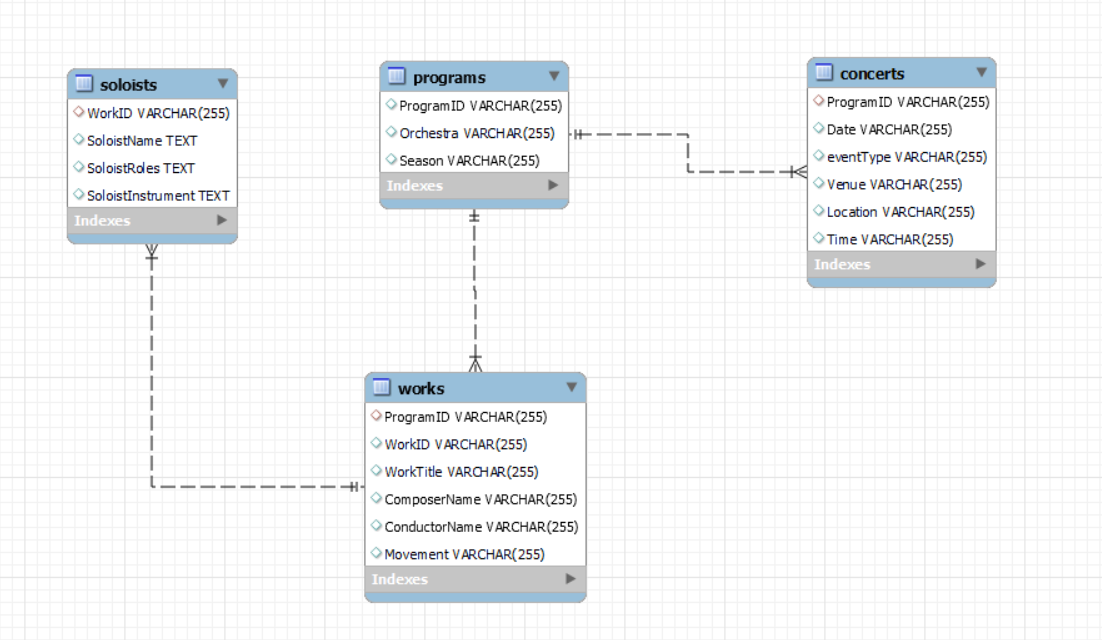 soloists
WorkID VARCHAR(255)
SoloistName TEXT
SoloistRoles TEXT
SoloistInstrument TEXT
Indexes
programs
ProgramID VARCHAR(255)
Orchestra VARCHAR(255)
Season VARCHAR(255)
Indexes
concerts
ProgramID VARCHAR(255)
Date VARCHAR(255)
eventType VARCHAR(255)
Venue VARCHAR(255)
Location VARCHAR(255)
Time VARCHAR(255)
Indexes
works
ProgramID VARCHAR(255)
WorkID VARCHAR(255)
WorkTitle VARCHAR(255)
ComposerName VARCHAR(255)
ConductorName VARCHAR(255)
Movement VARCHAR(255)
Indexes